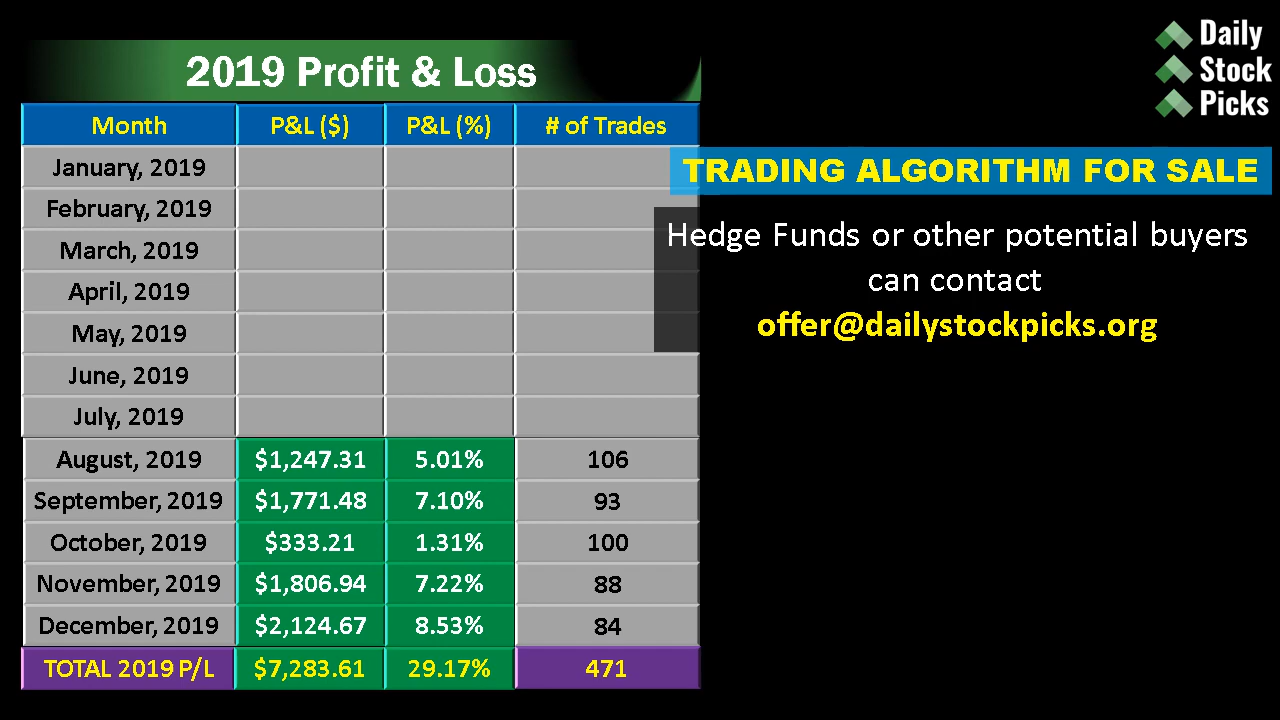 Daily
Stock
Picks
2019 Profit & Loss
Month P&L ($) P&L (%) # of Trades
January, 2019
February, 2019
March, 2019
April, 2019
May, 2019
June, 2019
July, 2019
August, 2019 $1,247.31 5.01% 106
September, 2019 $1,771.48 7.10% 93
October, 2019 $333.21 1.31% 100
November, 2019 $1,806.94 7.22% 88
December, 2019 $2,124.67 8.53% 84
TOTAL 2019 P/L $7,283.61 29.17% 471
TRADING ALGORITHM FOR SALE
Hedge Funds or other potential buyers
can contact
offer@dailystockpicks.org